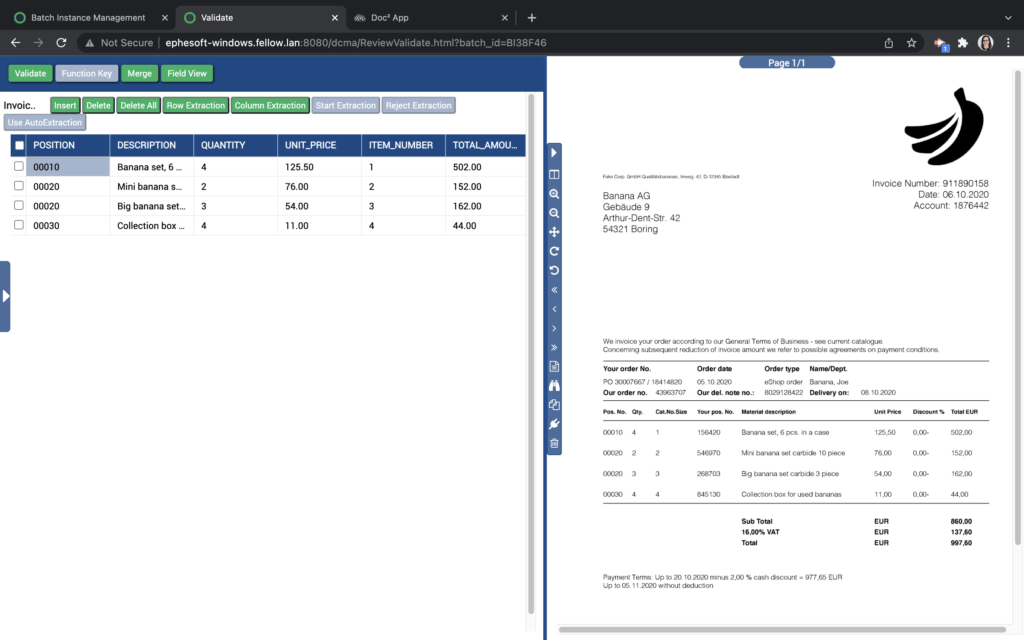 Batch Instance Management
Validate
Doc² App
Not Secure
ephesoft-windows.fellow.lan:8080/dcma/ReviewValidate.html?batch_id=BI38F46
1
Validate
Function Key
Merge
Field View
Invoic..
Insert
Delete
Delete All
Row Extraction
Column Extraction
Start Extraction
Reject Extraction
Use AutoExtraction
POSITION DESCRIPTION QUANTITY UNIT_PRICE ITEM_NUMBER TOTAL_AMOU...
00010 Banana set, 6 ... 4 125.50 1 502.00
00020 Mini banana s... 2 76.00 2 152.00
00020 Big banana set... 3 54.00 3 162.00
00030 Collection box ... 4 11.00 4 44.00
Page 1/1
Banana AG
Gebäude 9
Arthur-Dent-Str. 42
54321 Boring
Invoice Number: 911890158
Date: 06.10.2020
Account: 1876442
We invoice your order according to our General Terms of Business - see current catalogue.
Concerning subsequent reduction of invoice amount we refer to possible agreements on payment conditions.
Your order No. Order date Order type Name/Dept.
PO 30007667 / 18414820 05.10.2020 eShop order Banana, Joe
Our order no. 43963707 Our del. note no.: 8029128422 Delivery on: 08.10.2020
Pos. No. Qty. Cat.No.Size Your pos. No. Material description Unit Price Discount % Total EUR
00010 4 1 156420 Banana set, 6 pcs. in a case 125,50 0,00- 502,00
00020 2 2 546970 Mini banana set carbide 10 piece 76,00 0,00- 152,00
00020 3 3 268703 Big banana set carbide 3 piece 54,00 0,00- 162,00
00030 4 4 845130 Collection box for used bananas 11,00 0,00- 44,00
Sub Total EUR 860,00
16,00% VAT EUR 137,60
Total EUR 997,60
Payment Terms: Up to 20.10.2020 minus 2,00 % cash discount = 977,65 EUR
Up to 05.11.2020 without deduction